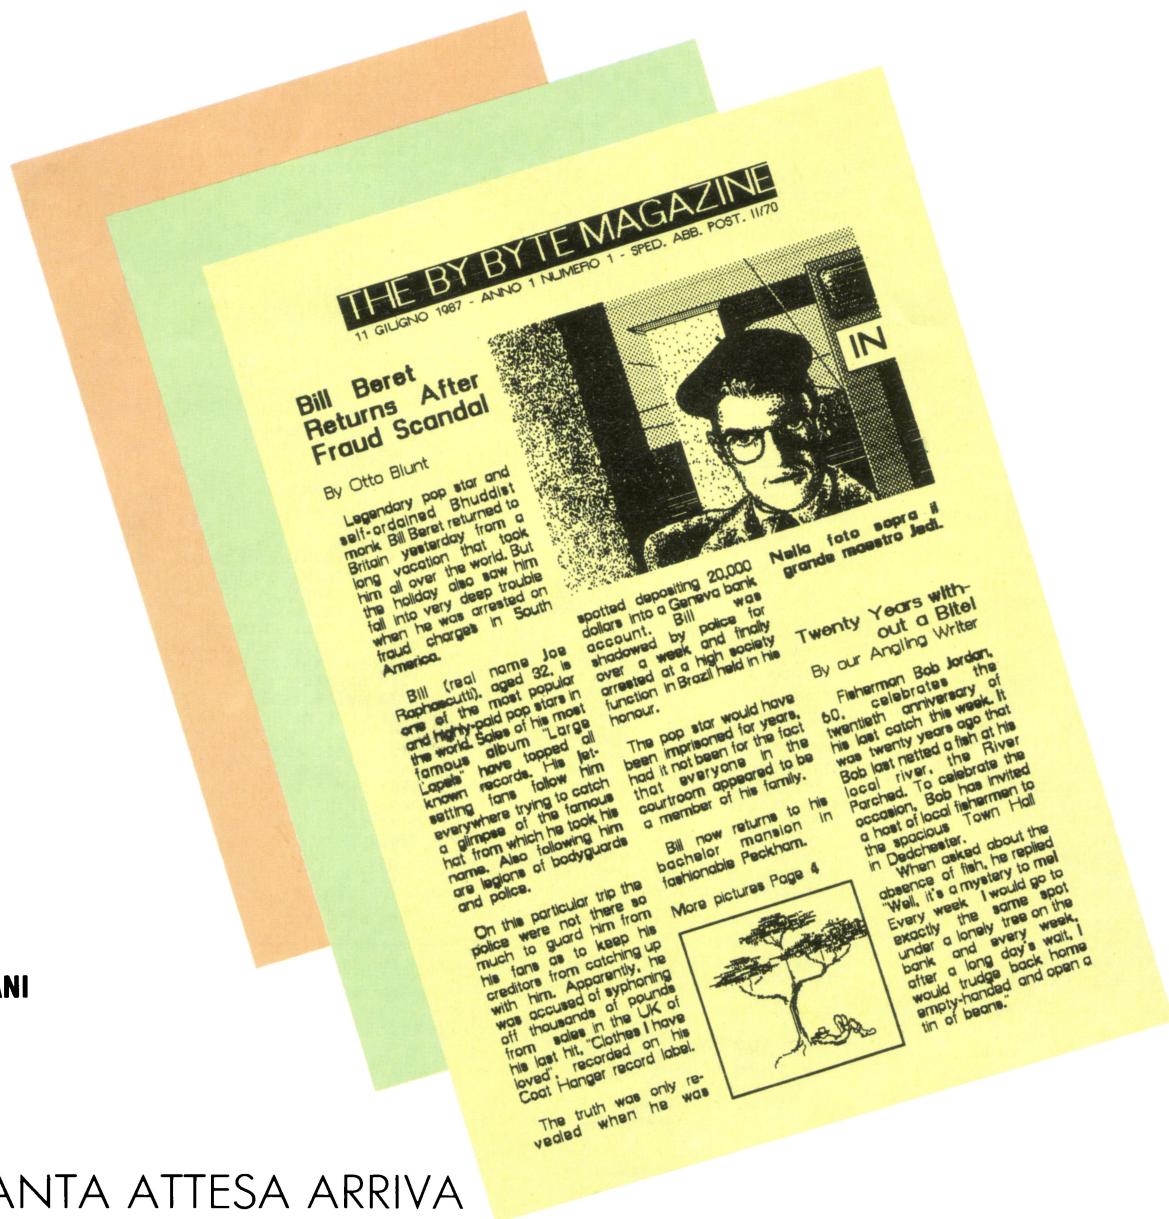 THE BY BYTE MAGAZINE
11 GIUGNO 1987 - ANNO 1 NUMERO 1 - SPED. ABB. POST. II/70
IN
Bill Beret
Returns After
Fraud Scandal
By Otto Blunt
Legendary pop star and
self-ordained Bhuddist
monk Bill Beret returned to
Britain yesterday from a
long vacation that took
him all over the world. But
the holiday also saw him
fall into very deep trouble
when he was arrested on
fraud charges in South
America.
Bill (real name Joe
Raphascutti), aged 32, is
one of the most popular
and highly-paid pop stars in
the world. Sales of his most
famous album "Large
Lapels" have topped all
known records. His jet-
setting fans follow him
everywhere trying to catch
a glimpse of the famous
hat from which he took his
name. Also following him
are legions of bodyguards
and police.
On this particular trip the
police were not there so
much to guard him from
his fans as to keep his
creditors from catching up
with him. Apparently, he
was accused of syphoning
off thousands of pounds
from sales in the UK of
his last hit, "Clothes I have
loved", recorded on his
Coat Hanger record label.
The truth was only re-
vealed when he was
spotted depositing 20,000
dollars into a Geneva bank
account. Bill was
shadowed by police for
over a week and finally
arrested at a high society
function in Brazil held in his
honour.
The pop star would have
been imprisoned for years,
had it not been for the fact
that everyone in the
courtroom appeared to be
a member of his family.
Bill now returns to his
bachelor mansion in
fashionable Peckham.
More pictures Page 4
Nella foto sopra il
grande maestro Jedi.
Twenty Years with-
out a Bite!
By our Angling Writer
Fisherman Bob Jordan,
60, celebrates the
twentieth anniversary of
his last catch this week. It
was twenty years ago that
Bob last netted a fish at his
local river, the River
Parched. To celebrate the
occasion, Bob has invited
a host of local fishermen to
the spacious Town Hall
in Dedchester.
When asked about the
absence of fish, he replied
"Well, it's a mystery to me!
Every week I would go to
exactly the same spot
under a lonely tree on the
bank and every week,
after a long day's wait, I
would trudge back home
empty-handed and open a
tin of beans."
ANI
ANTA ATTESA ARRIVA